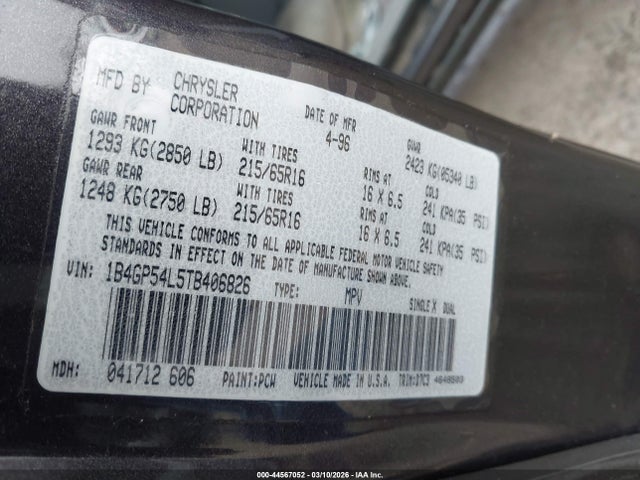 MFD BY CHRYSLER CORPORATION DATE OF MFR 4-96 GVWR 2423 KG(05340 LB)
GAWR FRONT WITH TIRES RIMS AT COLD
1293 KG(2850 LB) 215/65R16 16 X 6.5 241 KPA(35 PSI)
GAWR REAR WITH TIRES RIMS AT COLD
1248 KG(2750 LB) 215/65R16 16 X 6.5 241 KPA(35 PSI)
THIS VEHICLE CONFORMS TO ALL APPLICABLE FEDERAL MOTOR VEHICLE SAFETY
STANDARDS IN EFFECT ON THE DATE OF MANUFACTURE SHOWN ABOVE.
VIN: 1B4GP54L5TB406826 TYPE: MPV SINGLE X DUAL
MDH: 041712 606 PAINT:PCW VEHICLE MADE IN U.S.A. TRIM:
000-44567052 - 03/10/2026 - IAA Inc.